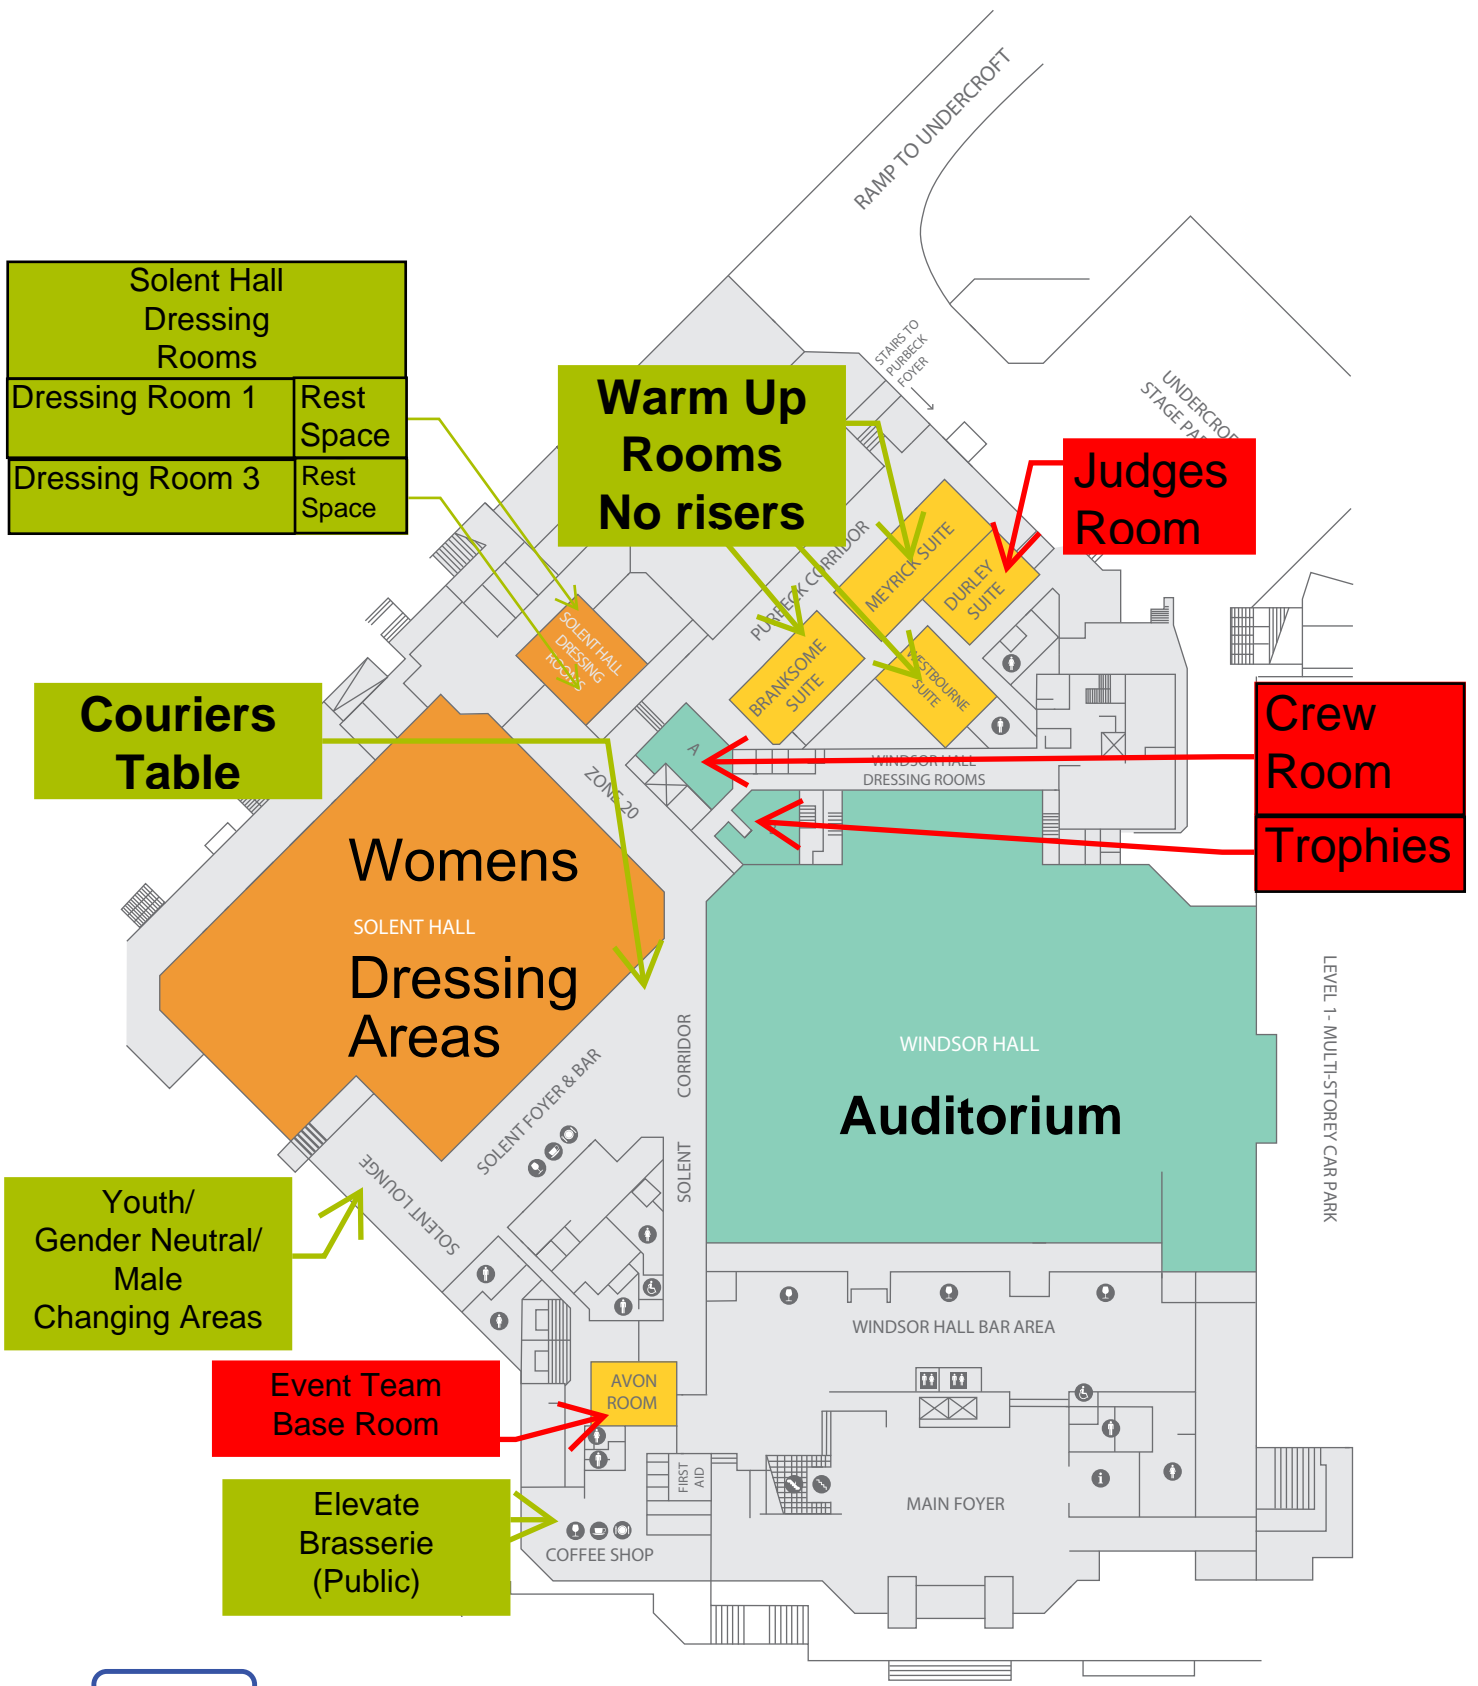 RAMP TO UNDERCROFT
Solent Hall
Dressing
Rooms
Dressing Room 1
Rest
Space
Dressing Room 3
Rest
Space
STAIRS TO
PURBECK
FOYER
Warm Up
Rooms
No risers
STAGE
Judges
Room
PURBECK CORRIDOR
MEYRICK SUITE
DURLEY
SUITE
SOLENT HALL
DRESSING
ROOMS
BRANKSOME
SUITE
WESTBOURNE
SUITE
Couriers
Table
A
Crew
Room
WINDSOR HALL
DRESSING ROOMS
ZONE 20
Trophies
Womens
SOLENT HALL
Dressing
Areas
WINDSOR HALL
Auditorium
LEVEL 1- MULTI-STOREY CAR PARK
SOLENT CORRIDOR
SOLENT FOYER & BAR
SOLENT LOUNGE
Youth/
Gender Neutral/
Male
Changing Areas
WINDSOR HALL BAR AREA
Event Team
Base Room
AVON
ROOM
FIRST
AID
MAIN FOYER
Elevate
Brasserie
(Public)
COFFEE SHOP